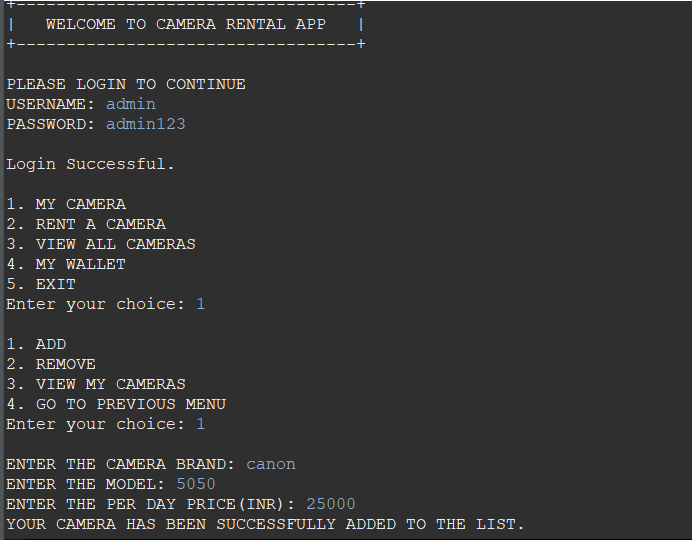 +----------------------------------+
|   WELCOME TO CAMERA RENTAL APP   |
+----------------------------------+
PLEASE LOGIN TO CONTINUE
USERNAME: admin
PASSWORD: admin123
Login Successful.
1. MY CAMERA
2. RENT A CAMERA
3. VIEW ALL CAMERAS
4. MY WALLET
5. EXIT
Enter your choice: 1
1. ADD
2. REMOVE
3. VIEW MY CAMERAS
4. GO TO PREVIOUS MENU
Enter your choice: 1
ENTER THE CAMERA BRAND: canon
ENTER THE MODEL: 5050
ENTER THE PER DAY PRICE(INR): 25000
YOUR CAMERA HAS BEEN SUCCESSFULLY ADDED TO THE LIST.